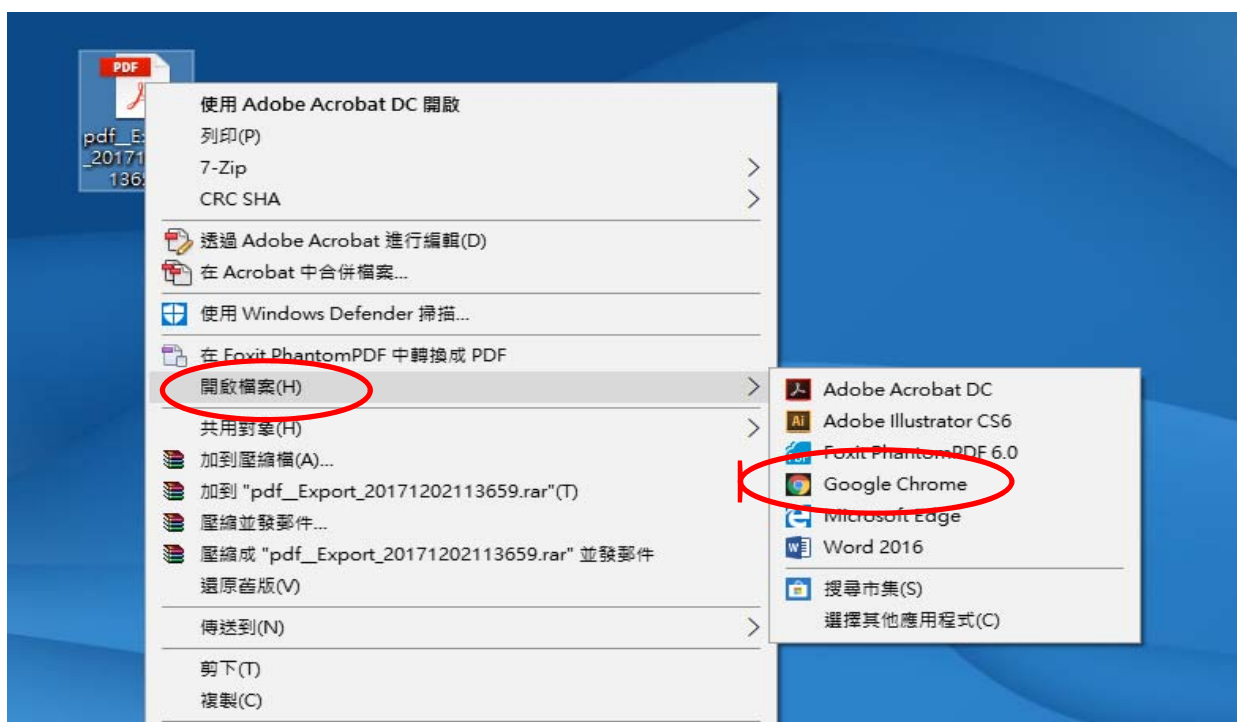 PDF
pdf__E
_20171
136
使用 Adobe Acrobat DC 開啟
列印(P)
7-Zip
CRC SHA
透過 Adobe Acrobat 進行編輯(D)
在 Acrobat 中合併檔案...
使用 Windows Defender 掃描...
在 Foxit PhantomPDF 中轉換成 PDF
開啟檔案(H)
共用對象(H)
加到壓縮檔(A)...
加到 "pdf__Export_20171202113659.rar"(T)
壓縮並發郵件...
壓縮成 "pdf__Export_20171202113659.rar" 並發郵件
還原舊版(V)
傳送到(N)
剪下(T)
複製(C)
Adobe Acrobat DC
Ai Adobe Illustrator CS6
Foxit PhantomPDF 6.0
Google Chrome
Microsoft Edge
Word 2016
搜尋市集(S)
選擇其他應用程式(C)